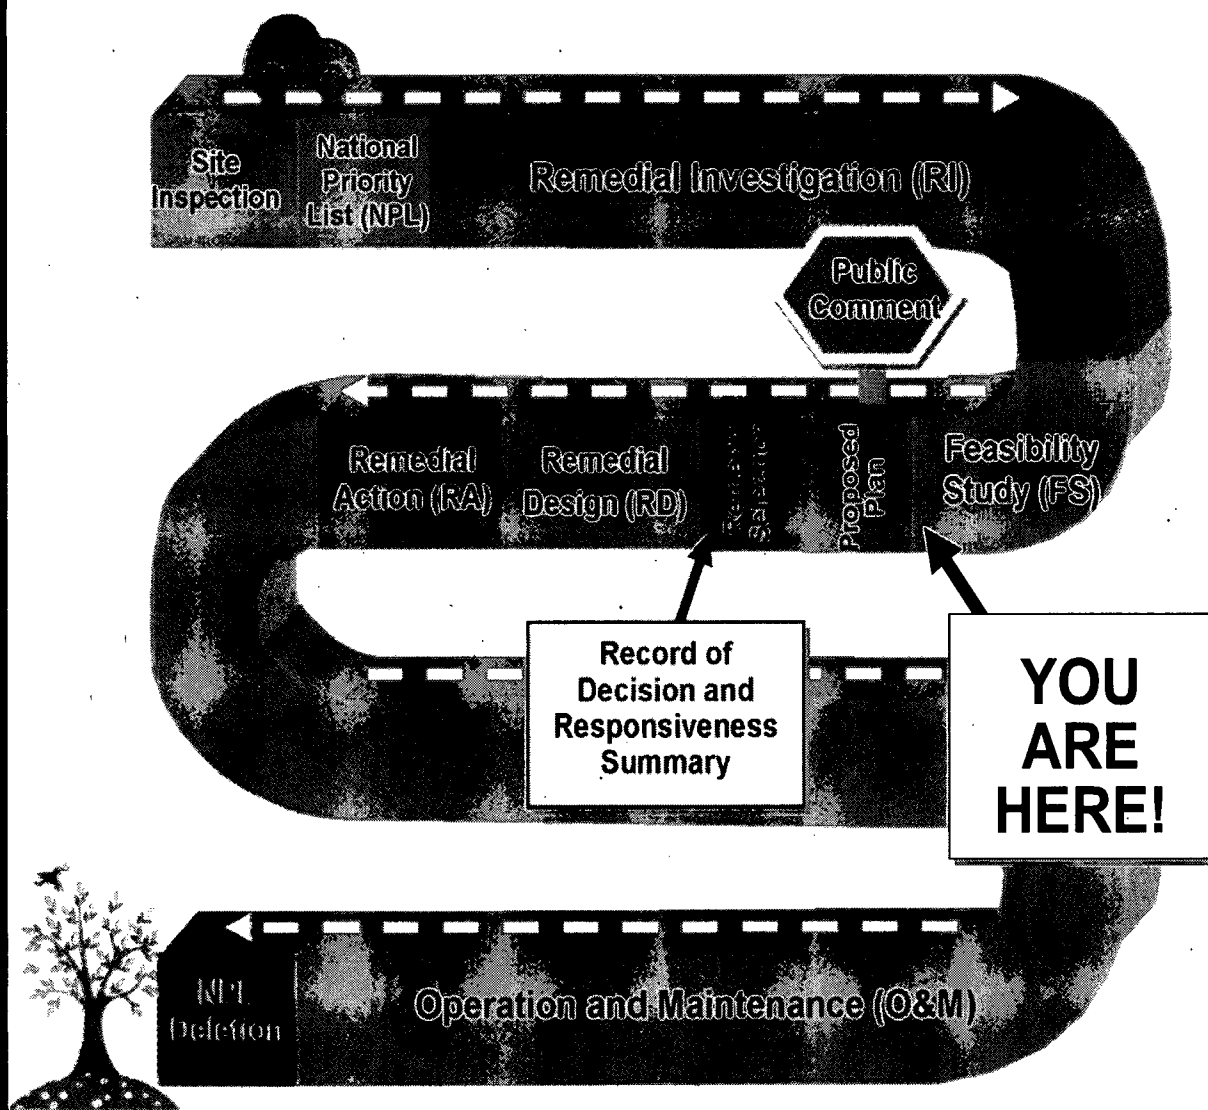 Site
Inspection
National
Priority
List (NPL)
Remedial Investigation (RI)
Public
Comment
Feasibility
Study (FS)
Proposed
Plan
Remedial
Design (RD)
Remedial
Action (RA)
Record of
Decision and
Responsiveness
Summary
YOU
ARE
HERE!
Operation and Maintenance (O&M)
NPL
Deletion